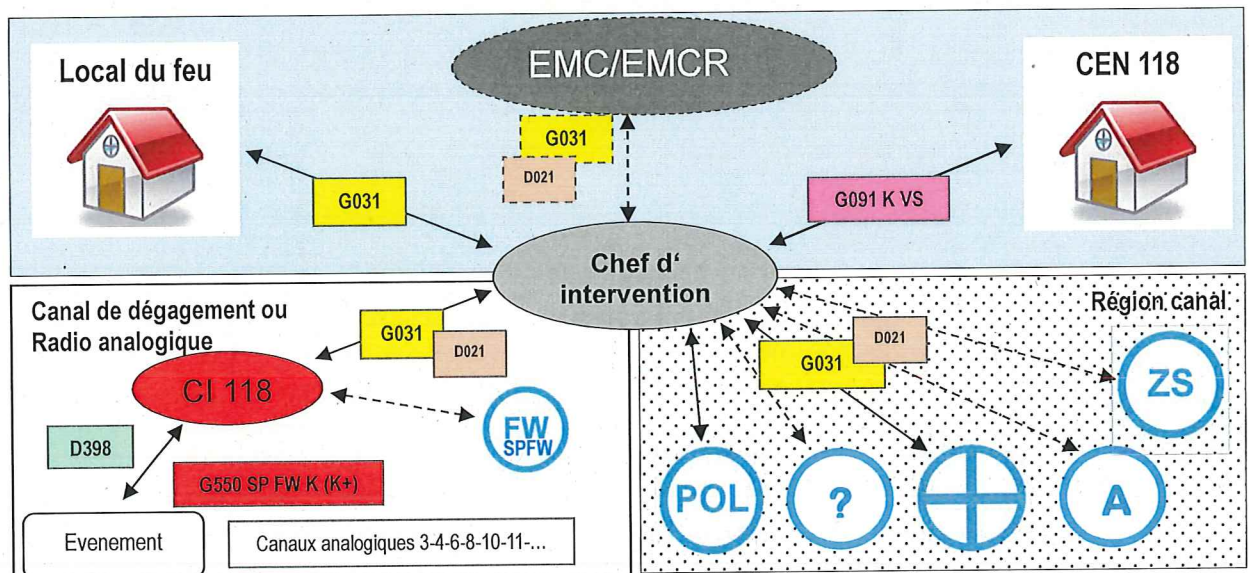 Local du feu
EMC/EMCR
CEN 118
G031
D021
G031
G091 K VS
Chef d'
intervention
Canal de dégagement ou
Radio analogique
G031
D021
CI 118
FW
SPFW
D398
G550 SP FW K (K+)
Evenement
Canaux analogiques 3-4-6-8-10-11-...
Région canal
D021
G031
ZS
POL
?
A